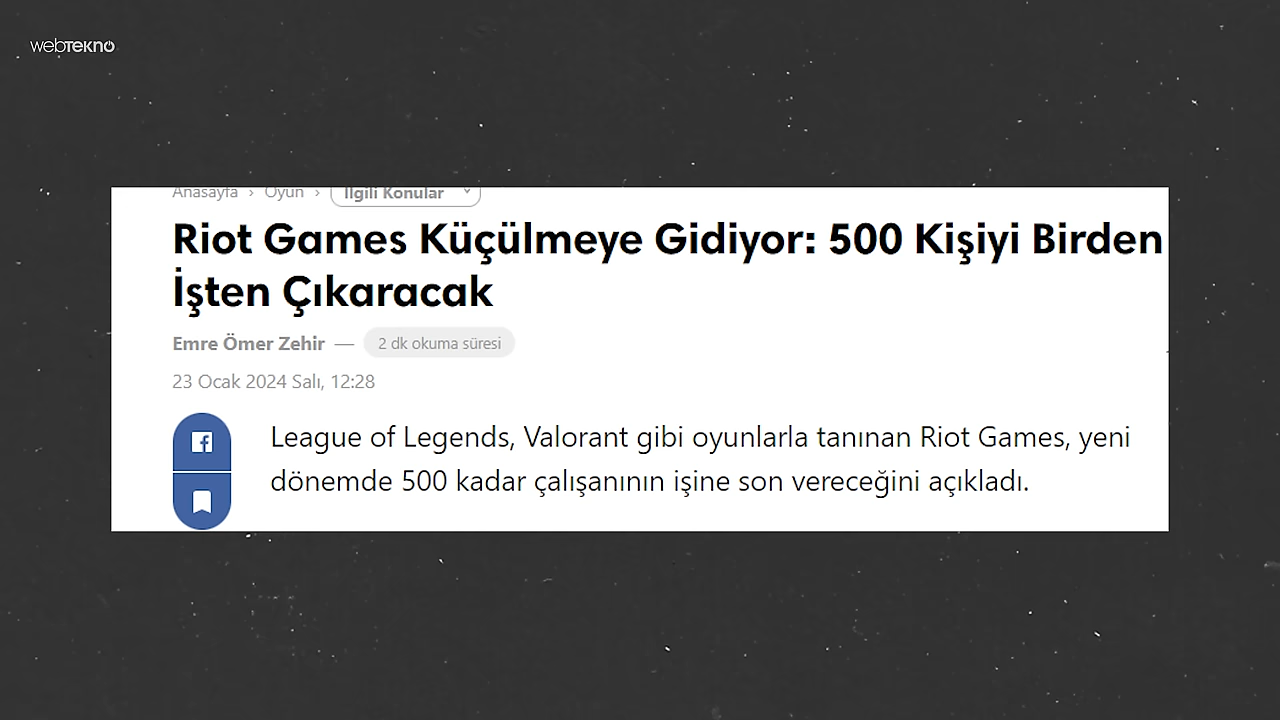 webTEKNO
Anasayfa › Oyun › İlgili Konular
Riot Games Küçülmeye Gidiyor: 500 Kişiyi Birden
İşten Çıkaracak
Emre Ömer Zehir — 2 dk okuma süresi
23 Ocak 2024 Salı, 12:28
League of Legends, Valorant gibi oyunlarla tanınan Riot Games, yeni
dönemde 500 kadar çalışanının işine son vereceğini açıkladı.